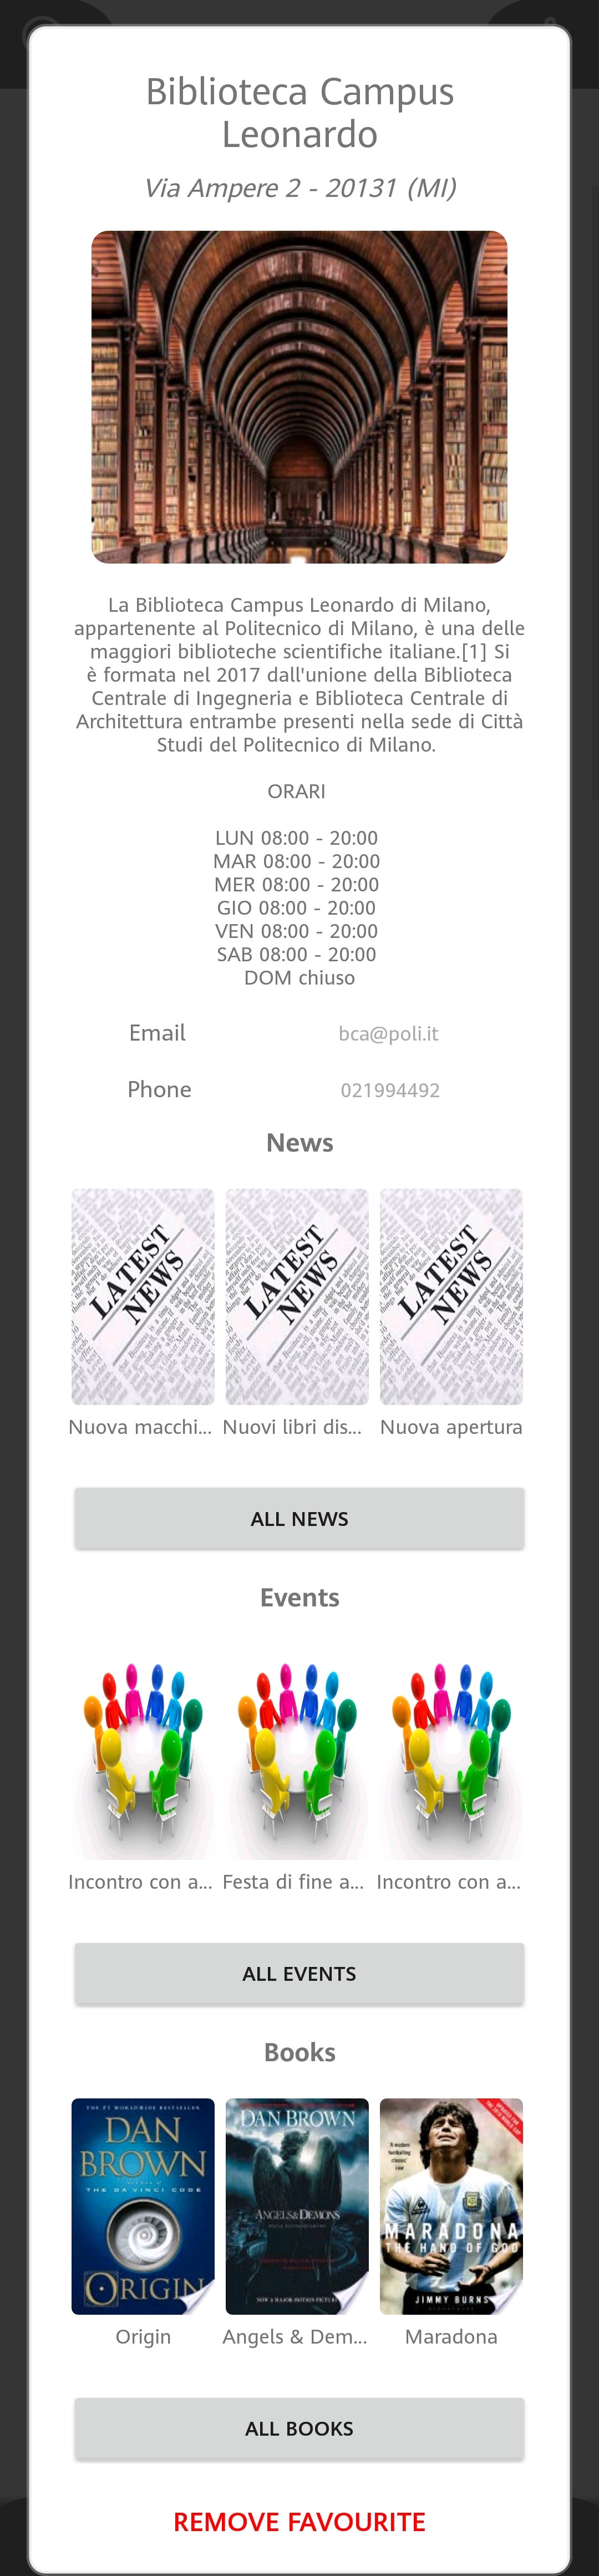 Biblioteca Campus
Leonardo
Via Ampere 2 - 20131 (MI)
La Biblioteca Campus Leonardo di Milano,
appartenente al Politecnico di Milano, è una delle
maggiori biblioteche scientifiche italiane.[1] Si
è formata nel 2017 dall'unione della Biblioteca
Centrale di Ingegneria e Biblioteca Centrale di
Architettura entrambe presenti nella sede di Città
Studi del Politecnico di Milano.
ORARI
LUN 08:00 - 20:00
MAR 08:00 - 20:00
MER 08:00 - 20:00
GIO 08:00 - 20:00
VEN 08:00 - 20:00
SAB 08:00 - 20:00
DOM chiuso
Email bca@poli.it
Phone 021994492
News
LATEST
NEWS
LATEST
NEWS
LATEST
NEWS
Nuova macchi... Nuovi libri dis... Nuova apertura
ALL NEWS
Events
Incontro con a... Festa di fine a... Incontro con a...
ALL EVENTS
Books
THE #1 WORLDWIDE BESTSELLER
DAN
BROWN
THE DA VINCI CODE
ORIGIN
DAN BROWN
ANGELS & DEMONS
NOW A MAJOR MOTION PICTURE
MARADONA
THE HAND OF GOD
JIMMY BURNS
Origin Angels & Dem... Maradona
ALL BOOKS
REMOVE FAVOURITE